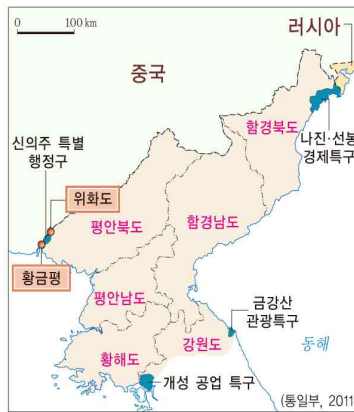 0 100 km
러시아
중국
함경북도
나진·선봉
경제특구
신의주 특별
행정구
위화도
평안북도
함경남도
황금평
평안남도
금강산
관광특구
동해
황해도
강원도
개성 공업 특구
(통일부, 2011